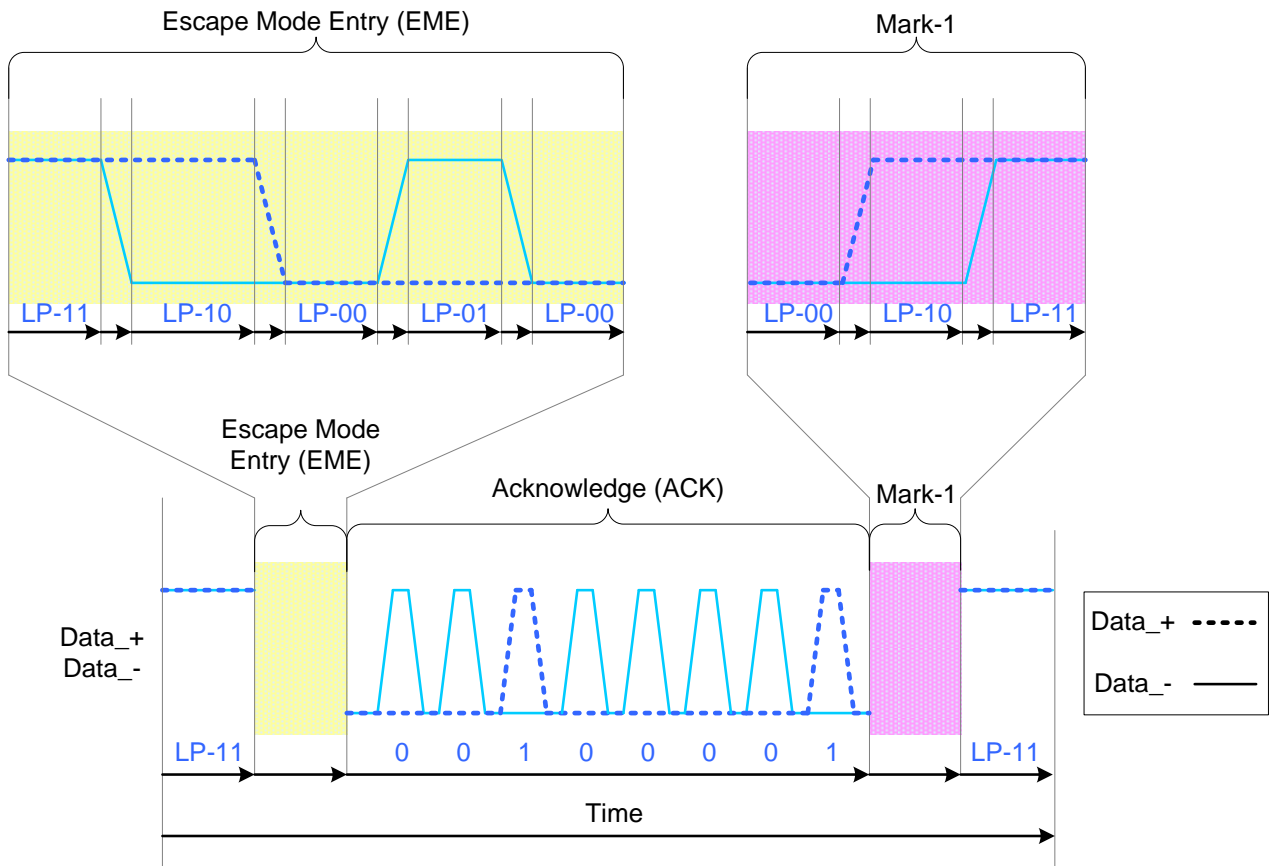 Escape Mode Entry (EME)
Mark-1
LP-11 LP-10 LP-00 LP-01 LP-00
LP-00 LP-10 LP-11
Escape Mode
Entry (EME)
Acknowledge (ACK)
Mark-1
Data_+
Data_-
Data_+
Data_-
LP-11 0 0 1 0 0 0 0 1 LP-11
Time